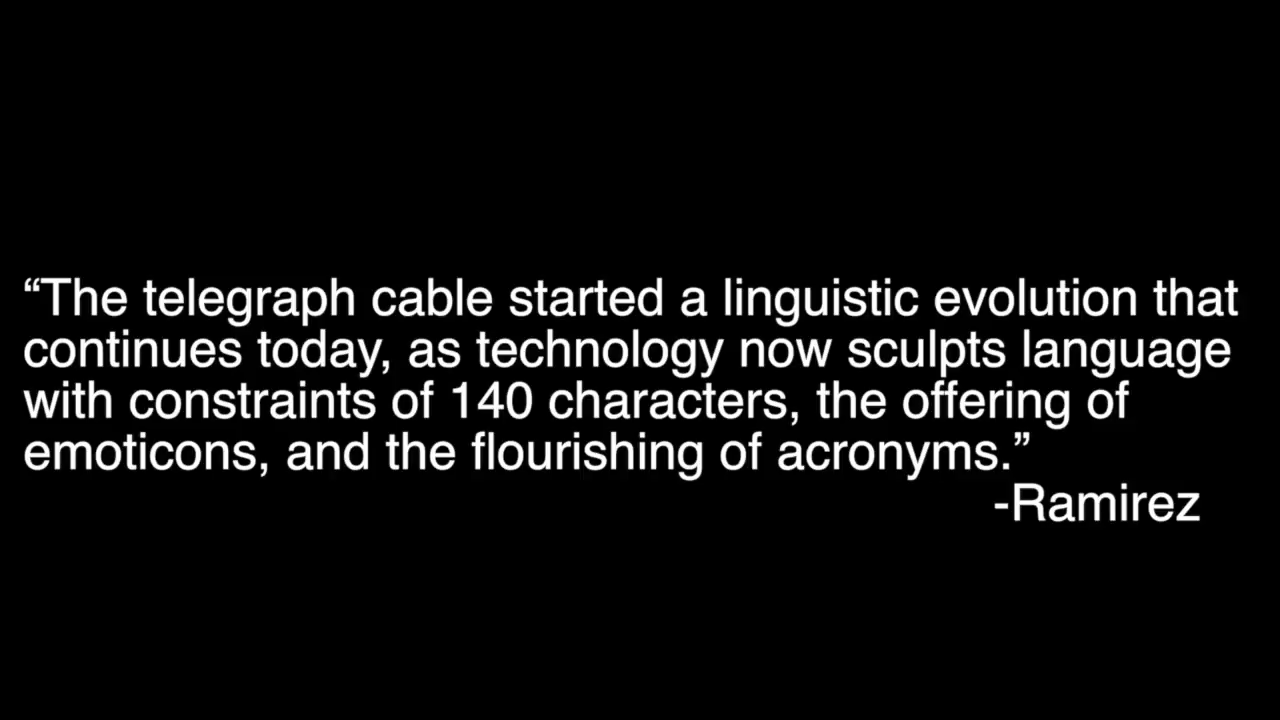 “The telegraph cable started a linguistic evolution that
continues today, as technology now sculpts language
with constraints of 140 characters, the offering of
emoticons, and the flourishing of acronyms.”
-Ramirez